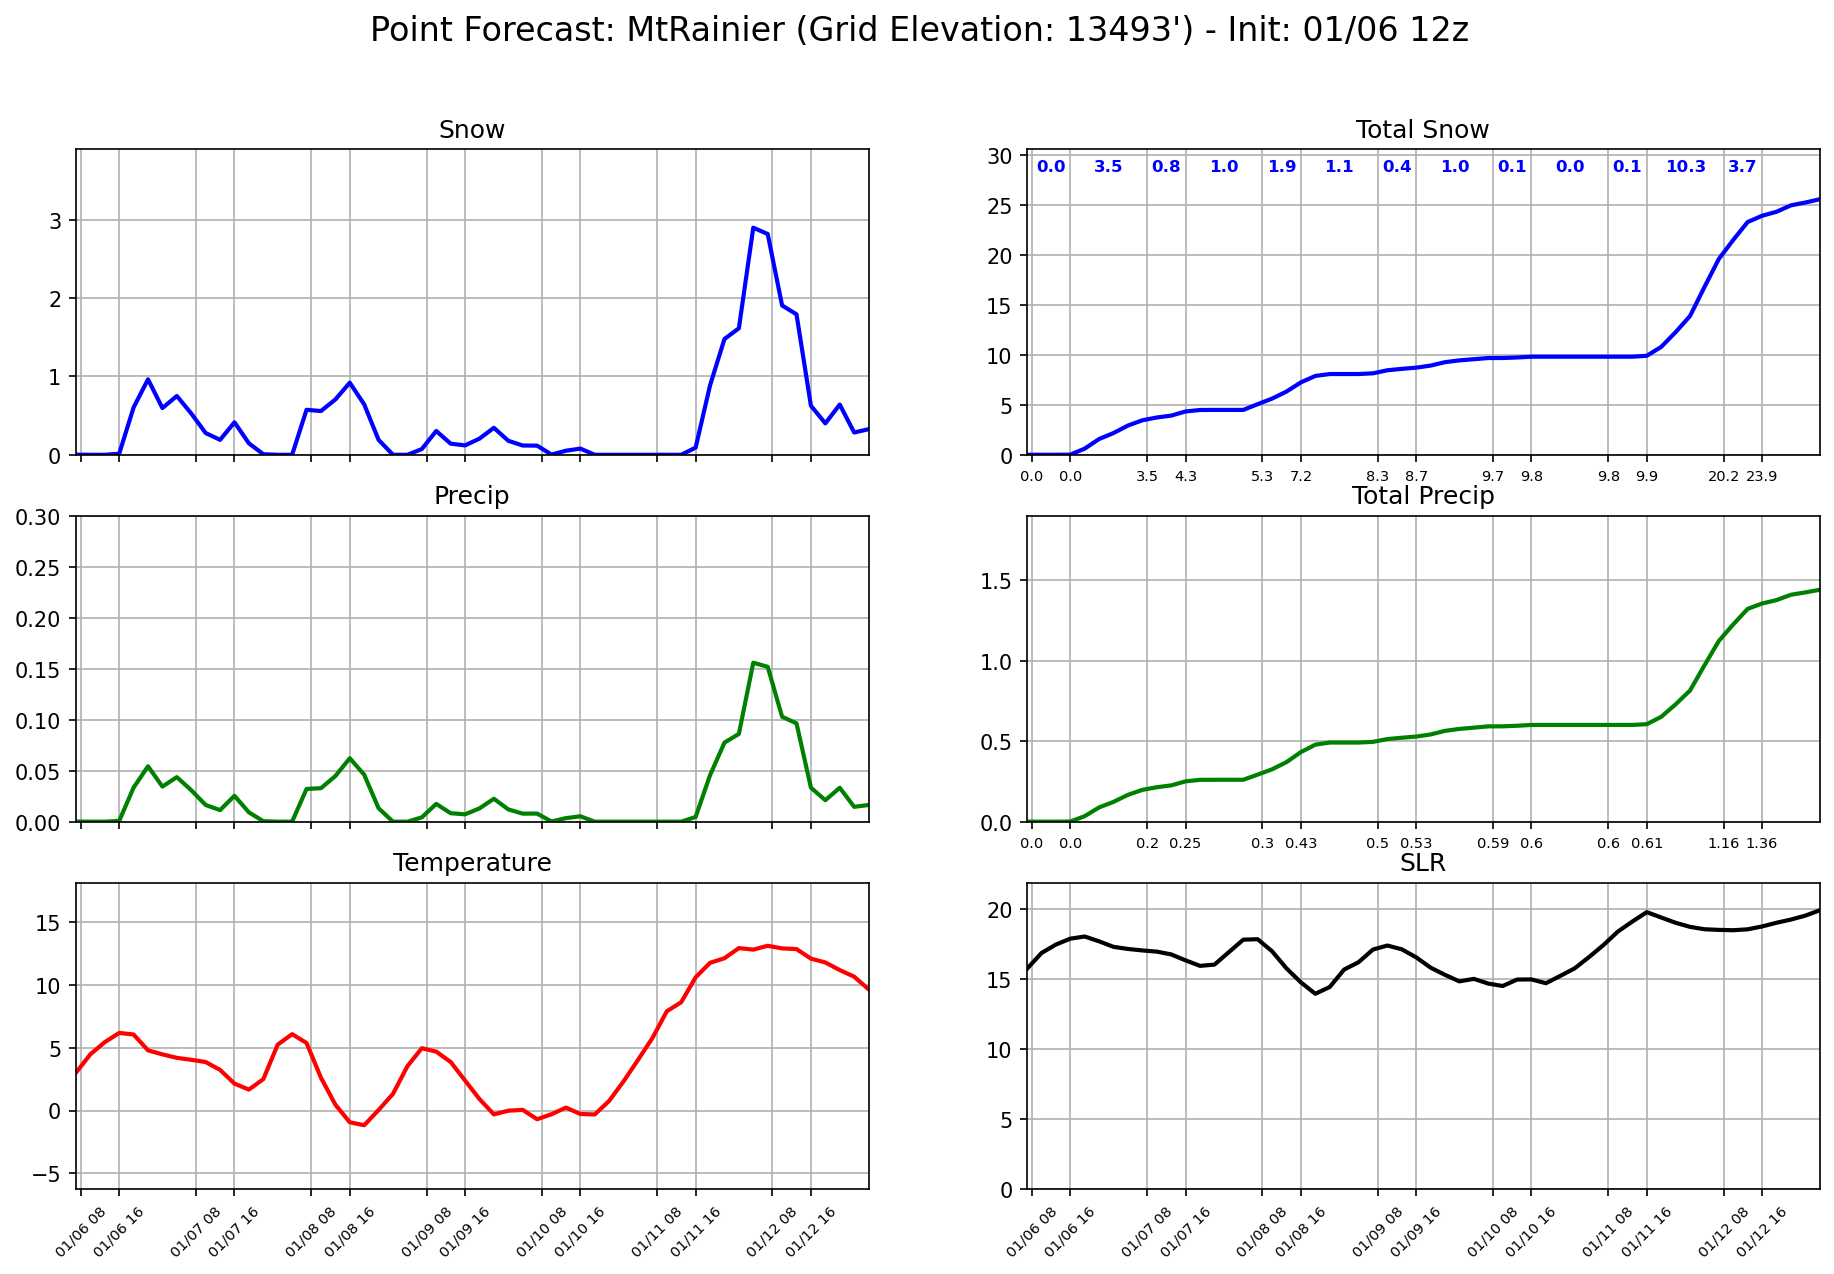 Point Forecast: MtRainier (Grid Elevation: 13493') - Init: 01/06 12z
Snow
3
2
1
0
Total Snow
30
25
20
15
10
5
0
0.0 3.5 0.8 1.0 1.9 1.1 0.4 1.0 0.1 0.0 0.1 10.3 3.7
0.0 0.0 3.5 4.3 5.3 7.2 8.3 8.7 9.7 9.8 9.8 9.9 20.2 23.9
Precip
0.30
0.25
0.20
0.15
0.10
0.05
0.00
Total Precip
1.5
1.0
0.5
0.0
0.0 0.0 0.2 0.25 0.3 0.43 0.5 0.53 0.59 0.6 0.6 0.61 1.16 1.36
Temperature
15
10
5
0
−5
01/06 08 01/06 16 01/07 08 01/07 16 01/08 08 01/08 16 01/09 08 01/09 16 01/10 08 01/10 16 01/11 08 01/11 16 01/12 08 01/12 16
SLR
20
15
10
5
0
01/06 08 01/06 16 01/07 08 01/07 16 01/08 08 01/08 16 01/09 08 01/09 16 01/10 08 01/10 16 01/11 08 01/11 16 01/12 08 01/12 16